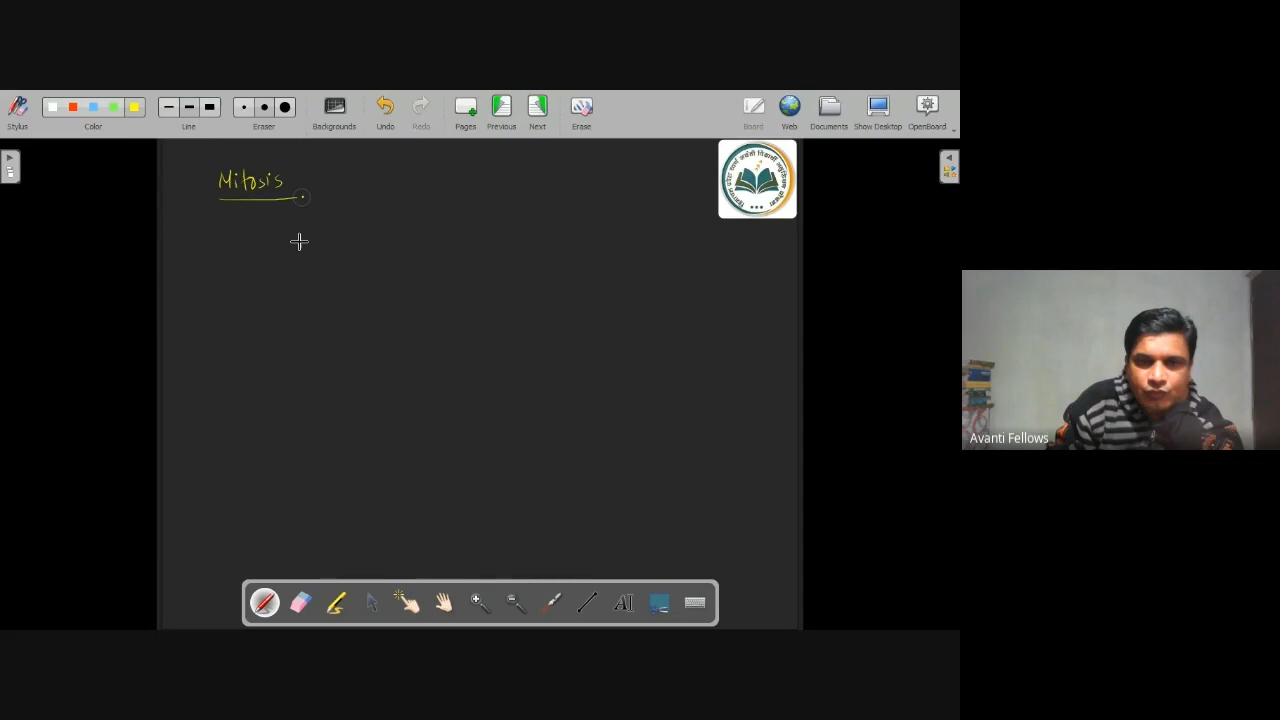 Stylus Color Line Eraser Backgrounds Undo Redo Pages Previous Next Erase Board Web Documents Show Desktop OpenBoard
Mitosis
AI
Avanti Fellows